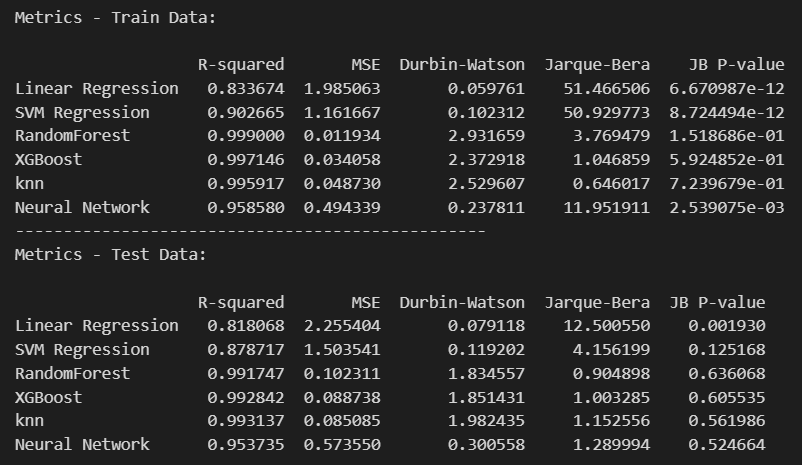 Metrics - Train Data:
R-squared MSE Durbin-Watson Jarque-Bera JB P-value
Linear Regression 0.833674 1.985063 0.059761 51.466506 6.670987e-12
SVM Regression 0.902665 1.161667 0.102312 50.929773 8.724494e-12
RandomForest 0.999000 0.011934 2.931659 3.769479 1.518686e-01
XGBoost 0.997146 0.034058 2.372918 1.046859 5.924852e-01
knn 0.995917 0.048730 2.529607 0.646017 7.239679e-01
Neural Network 0.958580 0.494339 0.237811 11.951911 2.539075e-03
------------------------------------------------
Metrics - Test Data:
R-squared MSE Durbin-Watson Jarque-Bera JB P-value
Linear Regression 0.818068 2.255404 0.079118 12.500550 0.001930
SVM Regression 0.878717 1.503541 0.119202 4.156199 0.125168
RandomForest 0.991747 0.102311 1.834557 0.904898 0.636068
XGBoost 0.992842 0.088738 1.851431 1.003285 0.605535
knn 0.993137 0.085085 1.982435 1.152556 0.561986
Neural Network 0.953735 0.573550 0.300558 1.289994 0.524664